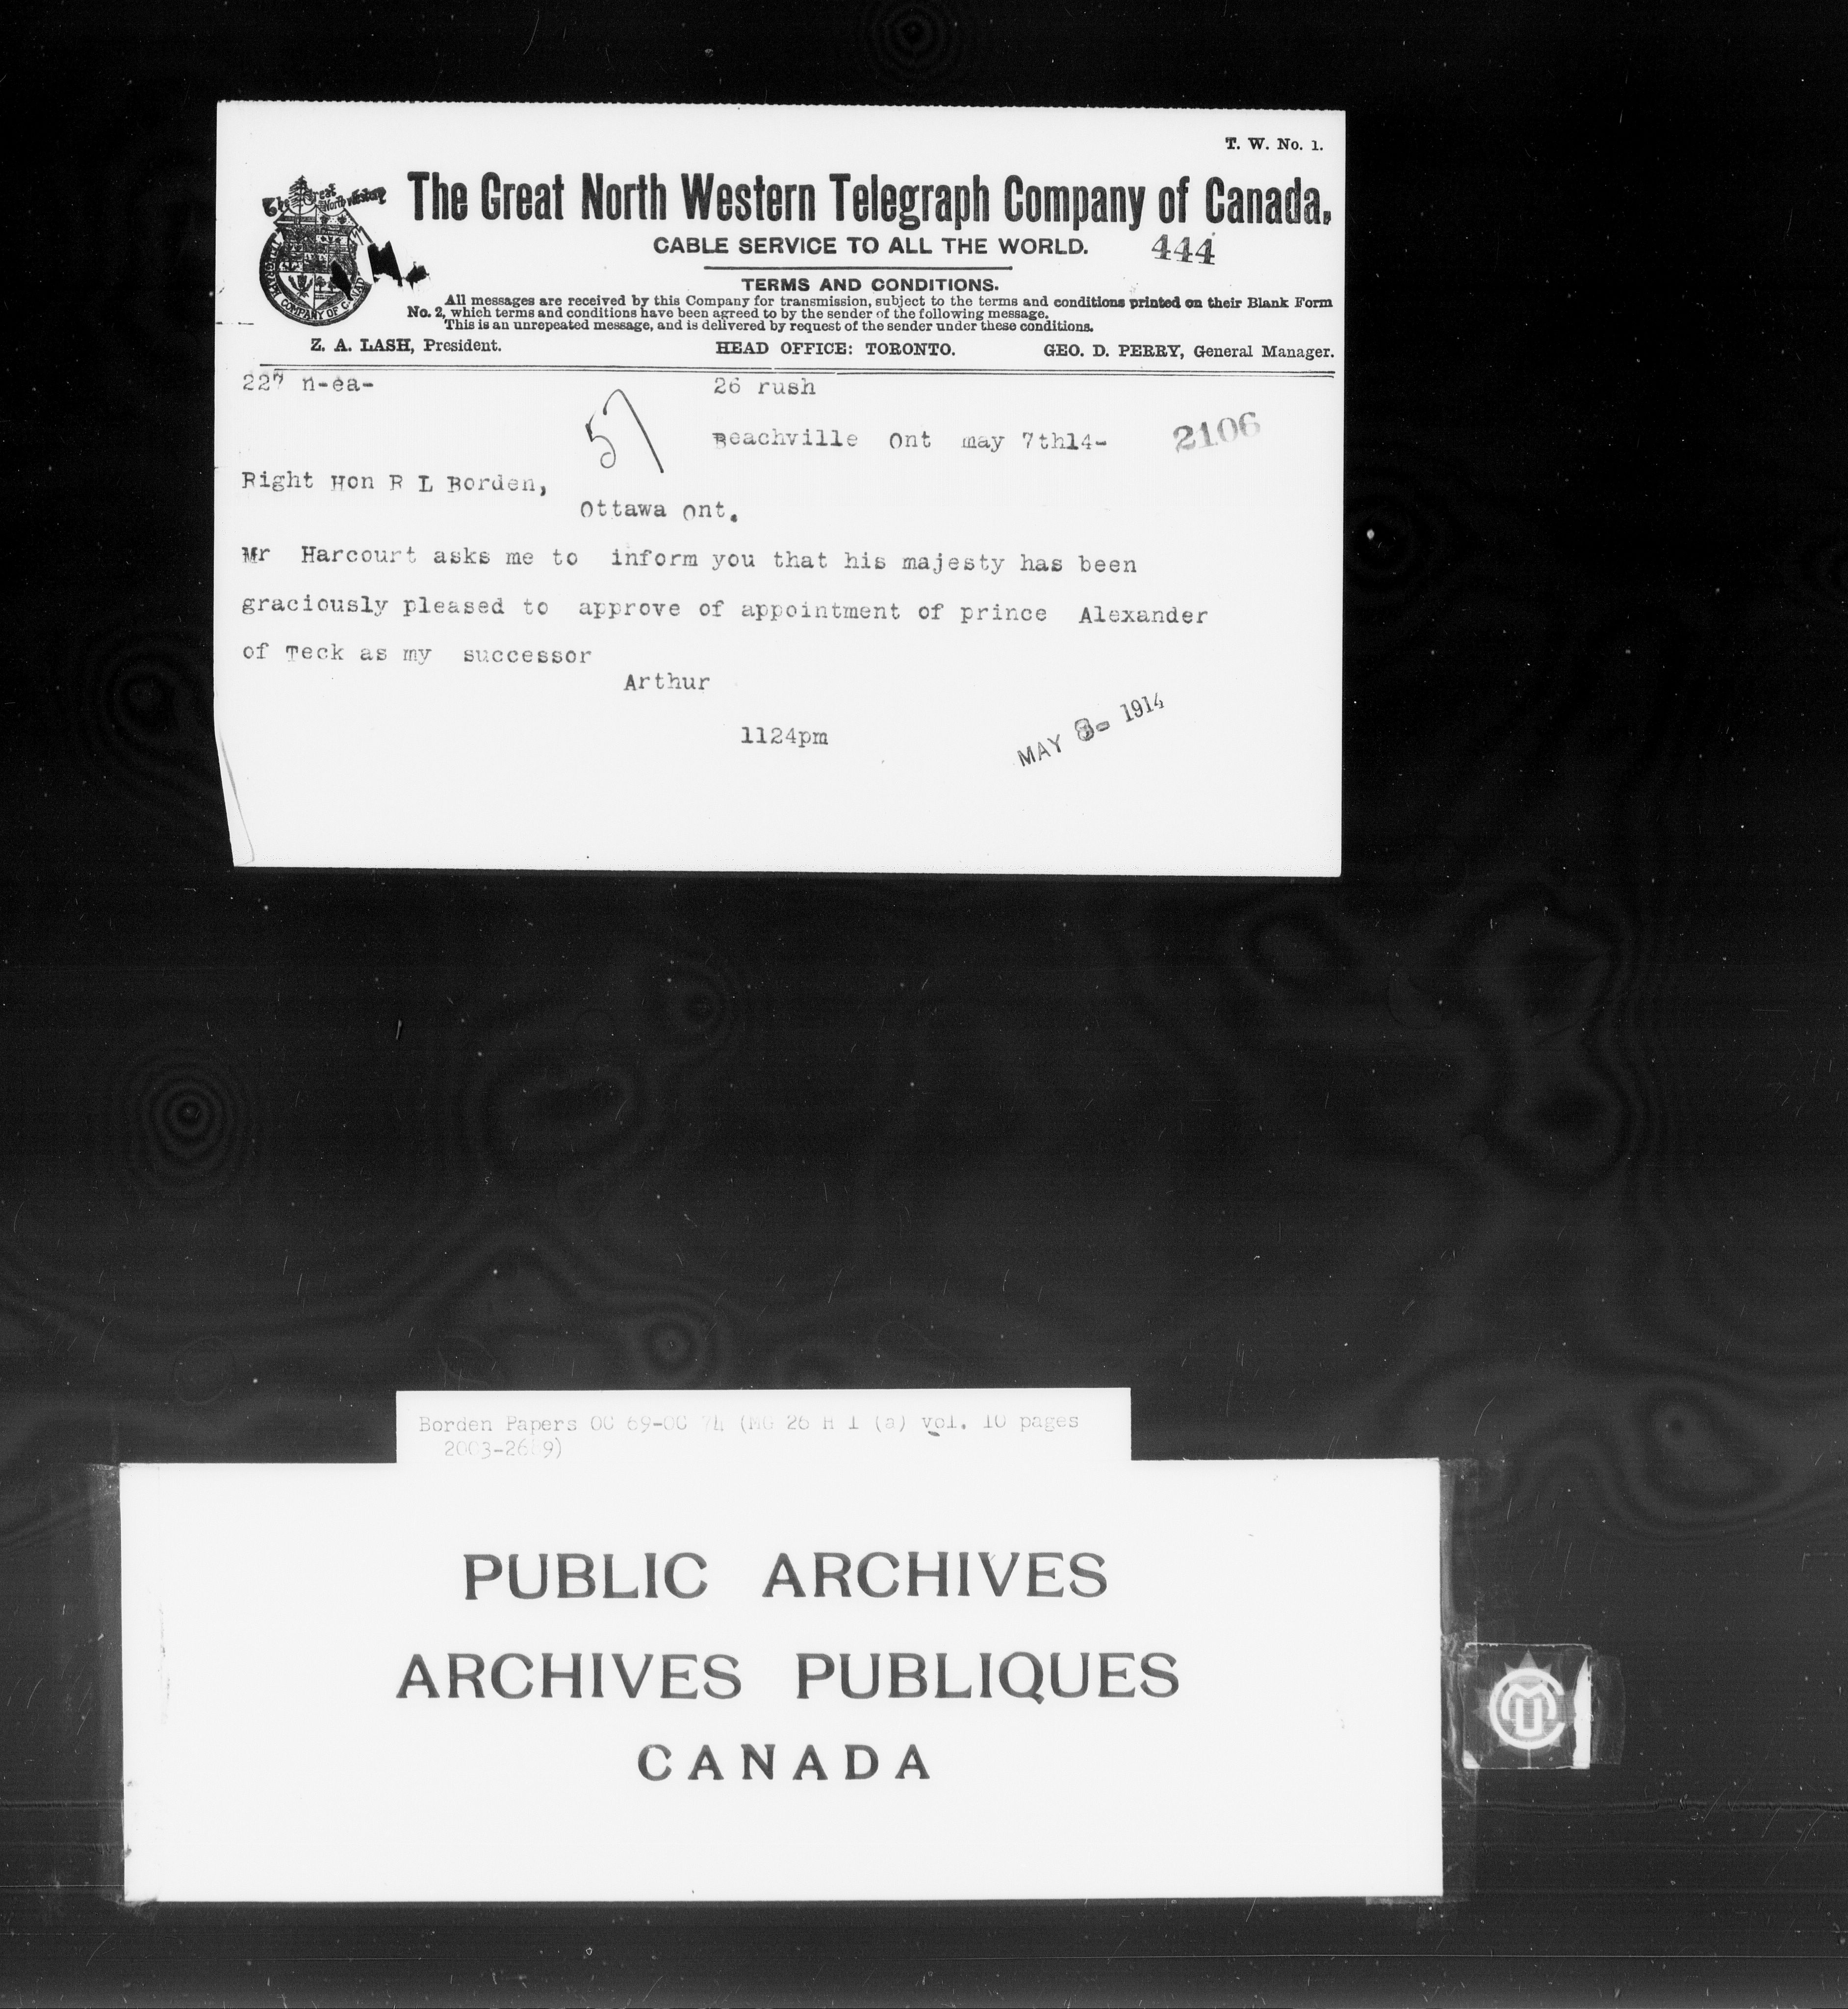 T. W. No. 1.
The Great North Western Telegraph Company of Canada.
CABLE SERVICE TO ALL THE WORLD. 444
TERMS AND CONDITIONS.
All messages are received by this Company for transmission, subject to the terms and conditions printed on their Blank Form
No. 2, which terms and conditions have been agreed to by the sender of the following message.
This is an unrepeated message, and is delivered by request of the sender under these conditions.
Z. A. LASH, President. HEAD OFFICE: TORONTO. GEO. D. PERRY, General Manager.
227 n-ea- 26 rush
57
Beachville Ont may 7th14- 2106
Right Hon R L Borden,
Ottawa Ont.
Mr Harcourt asks me to inform you that his majesty has been
graciously pleased to approve of appointment of prince Alexander
of Teck as my successor
Arthur
1124pm
MAY 8- 1914
Borden Papers OC 69-OC 74 (MG 26 H 1 (a) vol. 10 pages
PUBLIC ARCHIVES
ARCHIVES PUBLIQUES
CANADA